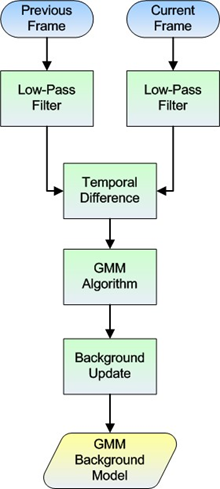 Previous
Frame
Current
Frame
Low-Pass
Filter
Low-Pass
Filter
Temporal
Difference
GMM
Algorithm
Background
Update
GMM
Background
Model